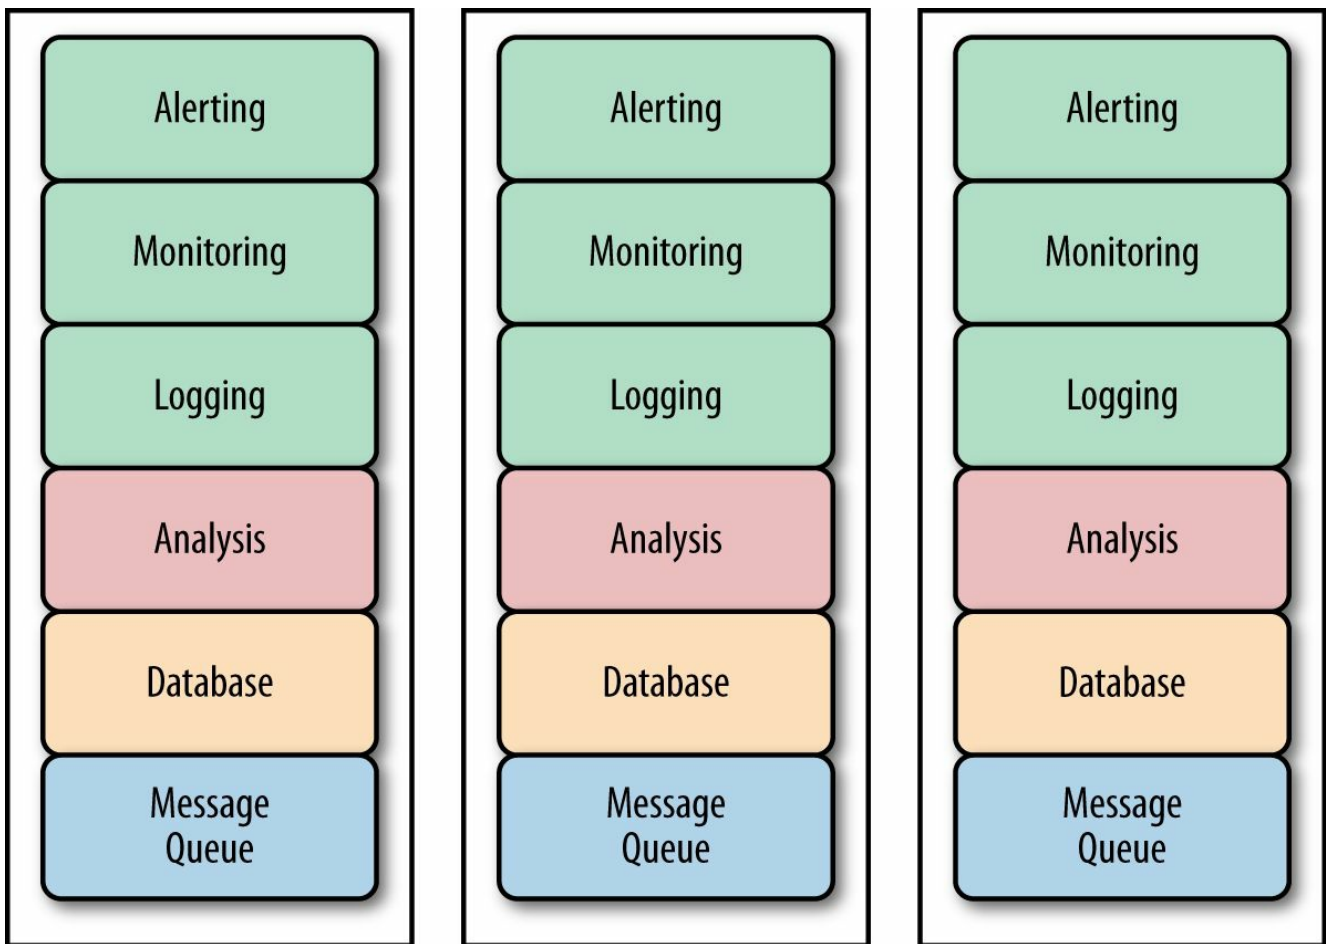 Alerting
Monitoring
Logging
Analysis
Database
Message
Queue
Alerting
Monitoring
Logging
Analysis
Database
Message
Queue
Alerting
Monitoring
Logging
Analysis
Database
Message
Queue